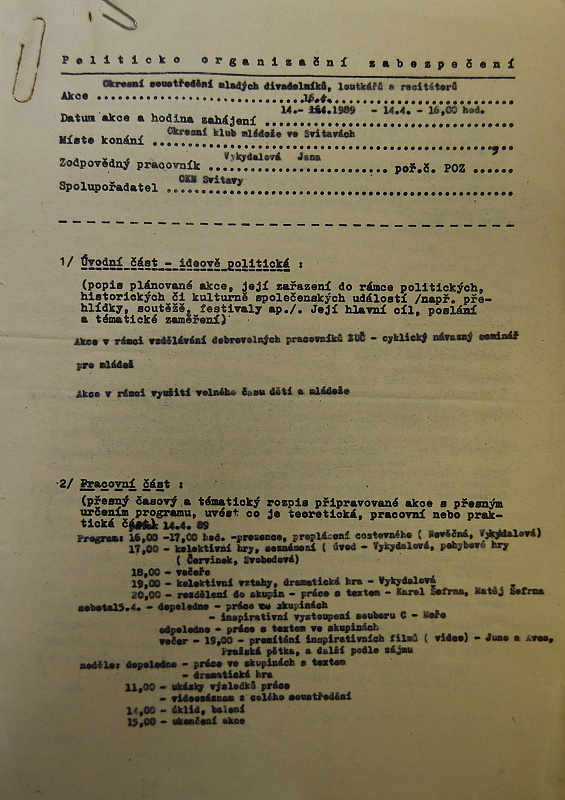 Politicko organizační zabezpečení
Okresní soustředění mladých divadelníků, loutkářů a recitátorů
Akce
16.4.
14.- 1989 - 14.4. - 16,00 hod.
Datum akce a hodina zahájení
Okresní klub mládeže ve Svitavách
Místo konání
Vykydalová Jana
Zodpovědný pracovník ..... poř.č. POZ
OKM Svitavy
Spolupořadatel
1/ Úvodní část - ideově politická :
(popis plánované akce, její zařazení do rámce politických,
historických či kulturně společenských událostí /např. pře-
hlídky, soutěže, festivaly ap./. Její hlavní cíl, poslání
a tématické zaměření)
Akce v rámci vzdělávání dobrovolných pracovníků ZUČ - cyklický návazný seminář
pro mládež
Akce v rámci využití volného času dětí a mládeže
2/ Pracovní část :
(přesný časový a tématický rozpis připravované akce s přesným
určením programu, uvést co je teoretická, pracovní nebo prak-
tická část) 14.4. 89
Program: 16,00 -17,00 hod. -prezence, proplácení cestovného ( Nevěčná, Vykydalová)
17,00 - kolektivní hry, seznámení ( úvod - Vykydalová, pohybové hry
( Červinek, Svobodová)
18,00 - večeře
19,00 - kolektivní vztahy, dramatická hra - Vykydalová
20,00 - rozdělení do skupin - práce s textem - Karel Šefrna, Matěj Šefrna
sobota15.4. - dopoledne - práce ve skupinách
- inspirativní vystoupení souboru C - Moře
odpoledne - práce s textem ve skupinách
večer - 19,00 - promítání inspirativních filmů ( video) - Juno a Avos,
Pražská pětka, a další podle zájmu
neděle: dopoledne - práce ve skupinách s textem
- dramatická hra
11,00 - ukázky výsledků práce
- videozáznam z celého soustředění
14,00 - úklid, balení
15,00 - ukončení akce